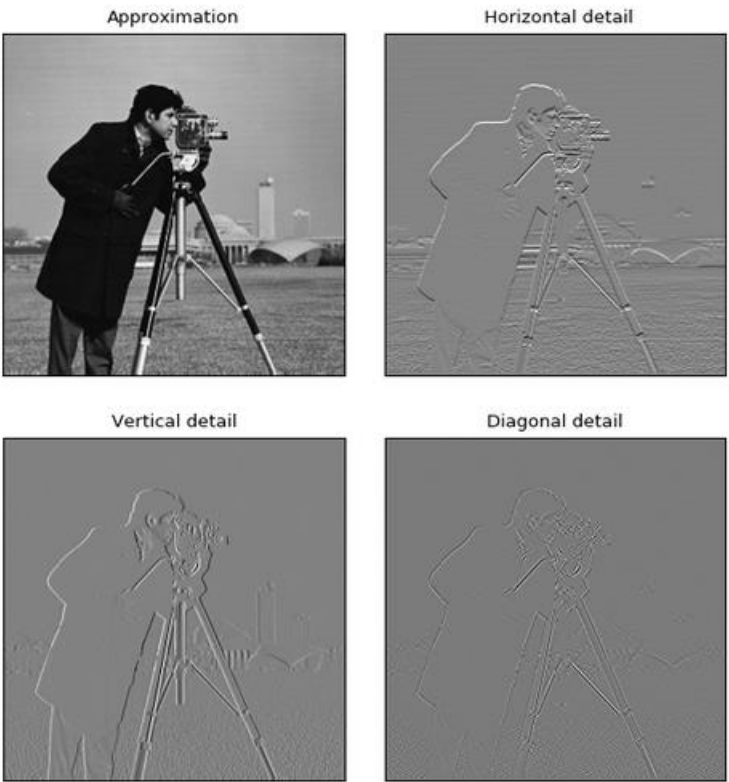 Approximation
Horizontal detail
Vertical detail
Diagonal detail